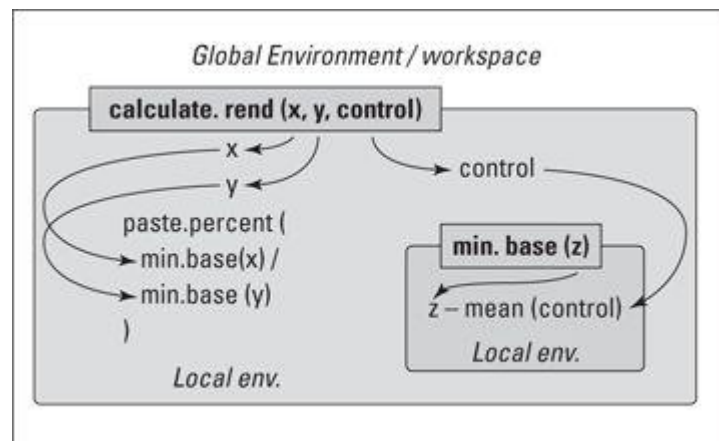 Global Environment / workspace
calculate. rend (x, y, control)
x
y
control
paste.percent (
min.base(x) /
min.base (y)
)
min. base (z)
z – mean (control)
Local env.
Local env.